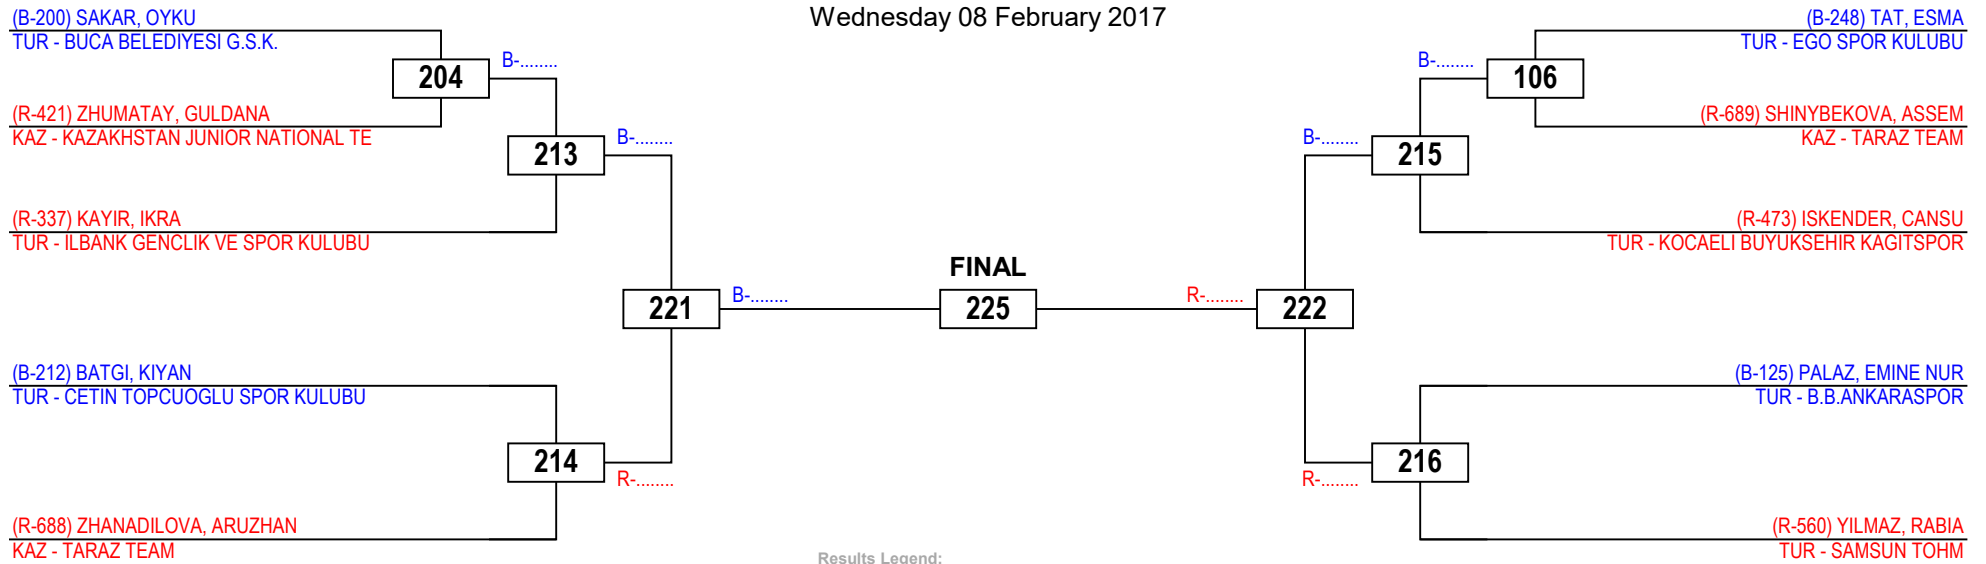 Wednesday 08 February 2017
(B-200) SAKAR, OYKU
TUR - BUCA BELEDIYESI G.S.K.
204
B-........
(R-421) ZHUMATAY, GULDANA
KAZ - KAZAKHSTAN JUNIOR NATIONAL TE
213
B-........
(R-337) KAYIR, IKRA
TUR - ILBANK GENCLIK VE SPOR KULUBU
221
B-........
(B-212) BATGI, KIYAN
TUR - CETIN TOPCUOGLU SPOR KULUBU
214
R-........
(R-688) ZHANADILOVA, ARUZHAN
KAZ - TARAZ TEAM
FINAL
225
(B-248) TAT, ESMA
TUR - EGO SPOR KULUBU
B-........
106
(R-689) SHINYBEKOVA, ASSEM
KAZ - TARAZ TEAM
B-........
215
(R-473) ISKENDER, CANSU
TUR - KOCAELI BUYUKSEHIR KAGITSPOR
R-........
222
(B-125) PALAZ, EMINE NUR
TUR - B.B.ANKARASPOR
216
R-........
(R-560) YILMAZ, RABIA
TUR - SAMSUN TOHM
Results Legend: